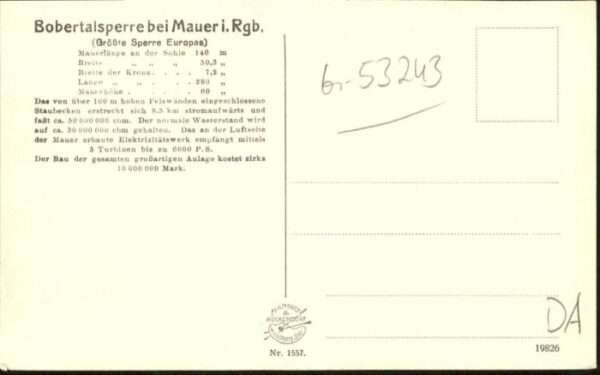 Bobertalsperre bei Mauer i. Rgb.
(Größte Sperre Europas)
Mauerlänge an der Sohle 140 m
Breite „ „ „ 50,3 „
Breite der Krone . . . 7,2 „
Länge „ „ . . . 280 „
Mauerhöhe . . . . . 60 „
Das von über 100 m hohen Felswänden eingeschlossene
Staubecken erstreckt sich 8,5 km stromaufwärts und
faßt ca. 50 000 000 cbm. Der normale Wasserstand wird
auf ca. 20 000 000 cbm gehalten. Das an der Luftseite
der Mauer erbaute Elektrizitätswerk empfängt mittels
5 Turbinen bis zu 6000 P. S.
Der Bau der gesamten großartigen Anlage kostet zirka
10 000 000 Mark.
br-53243
DA
Nr. 1557.
19826